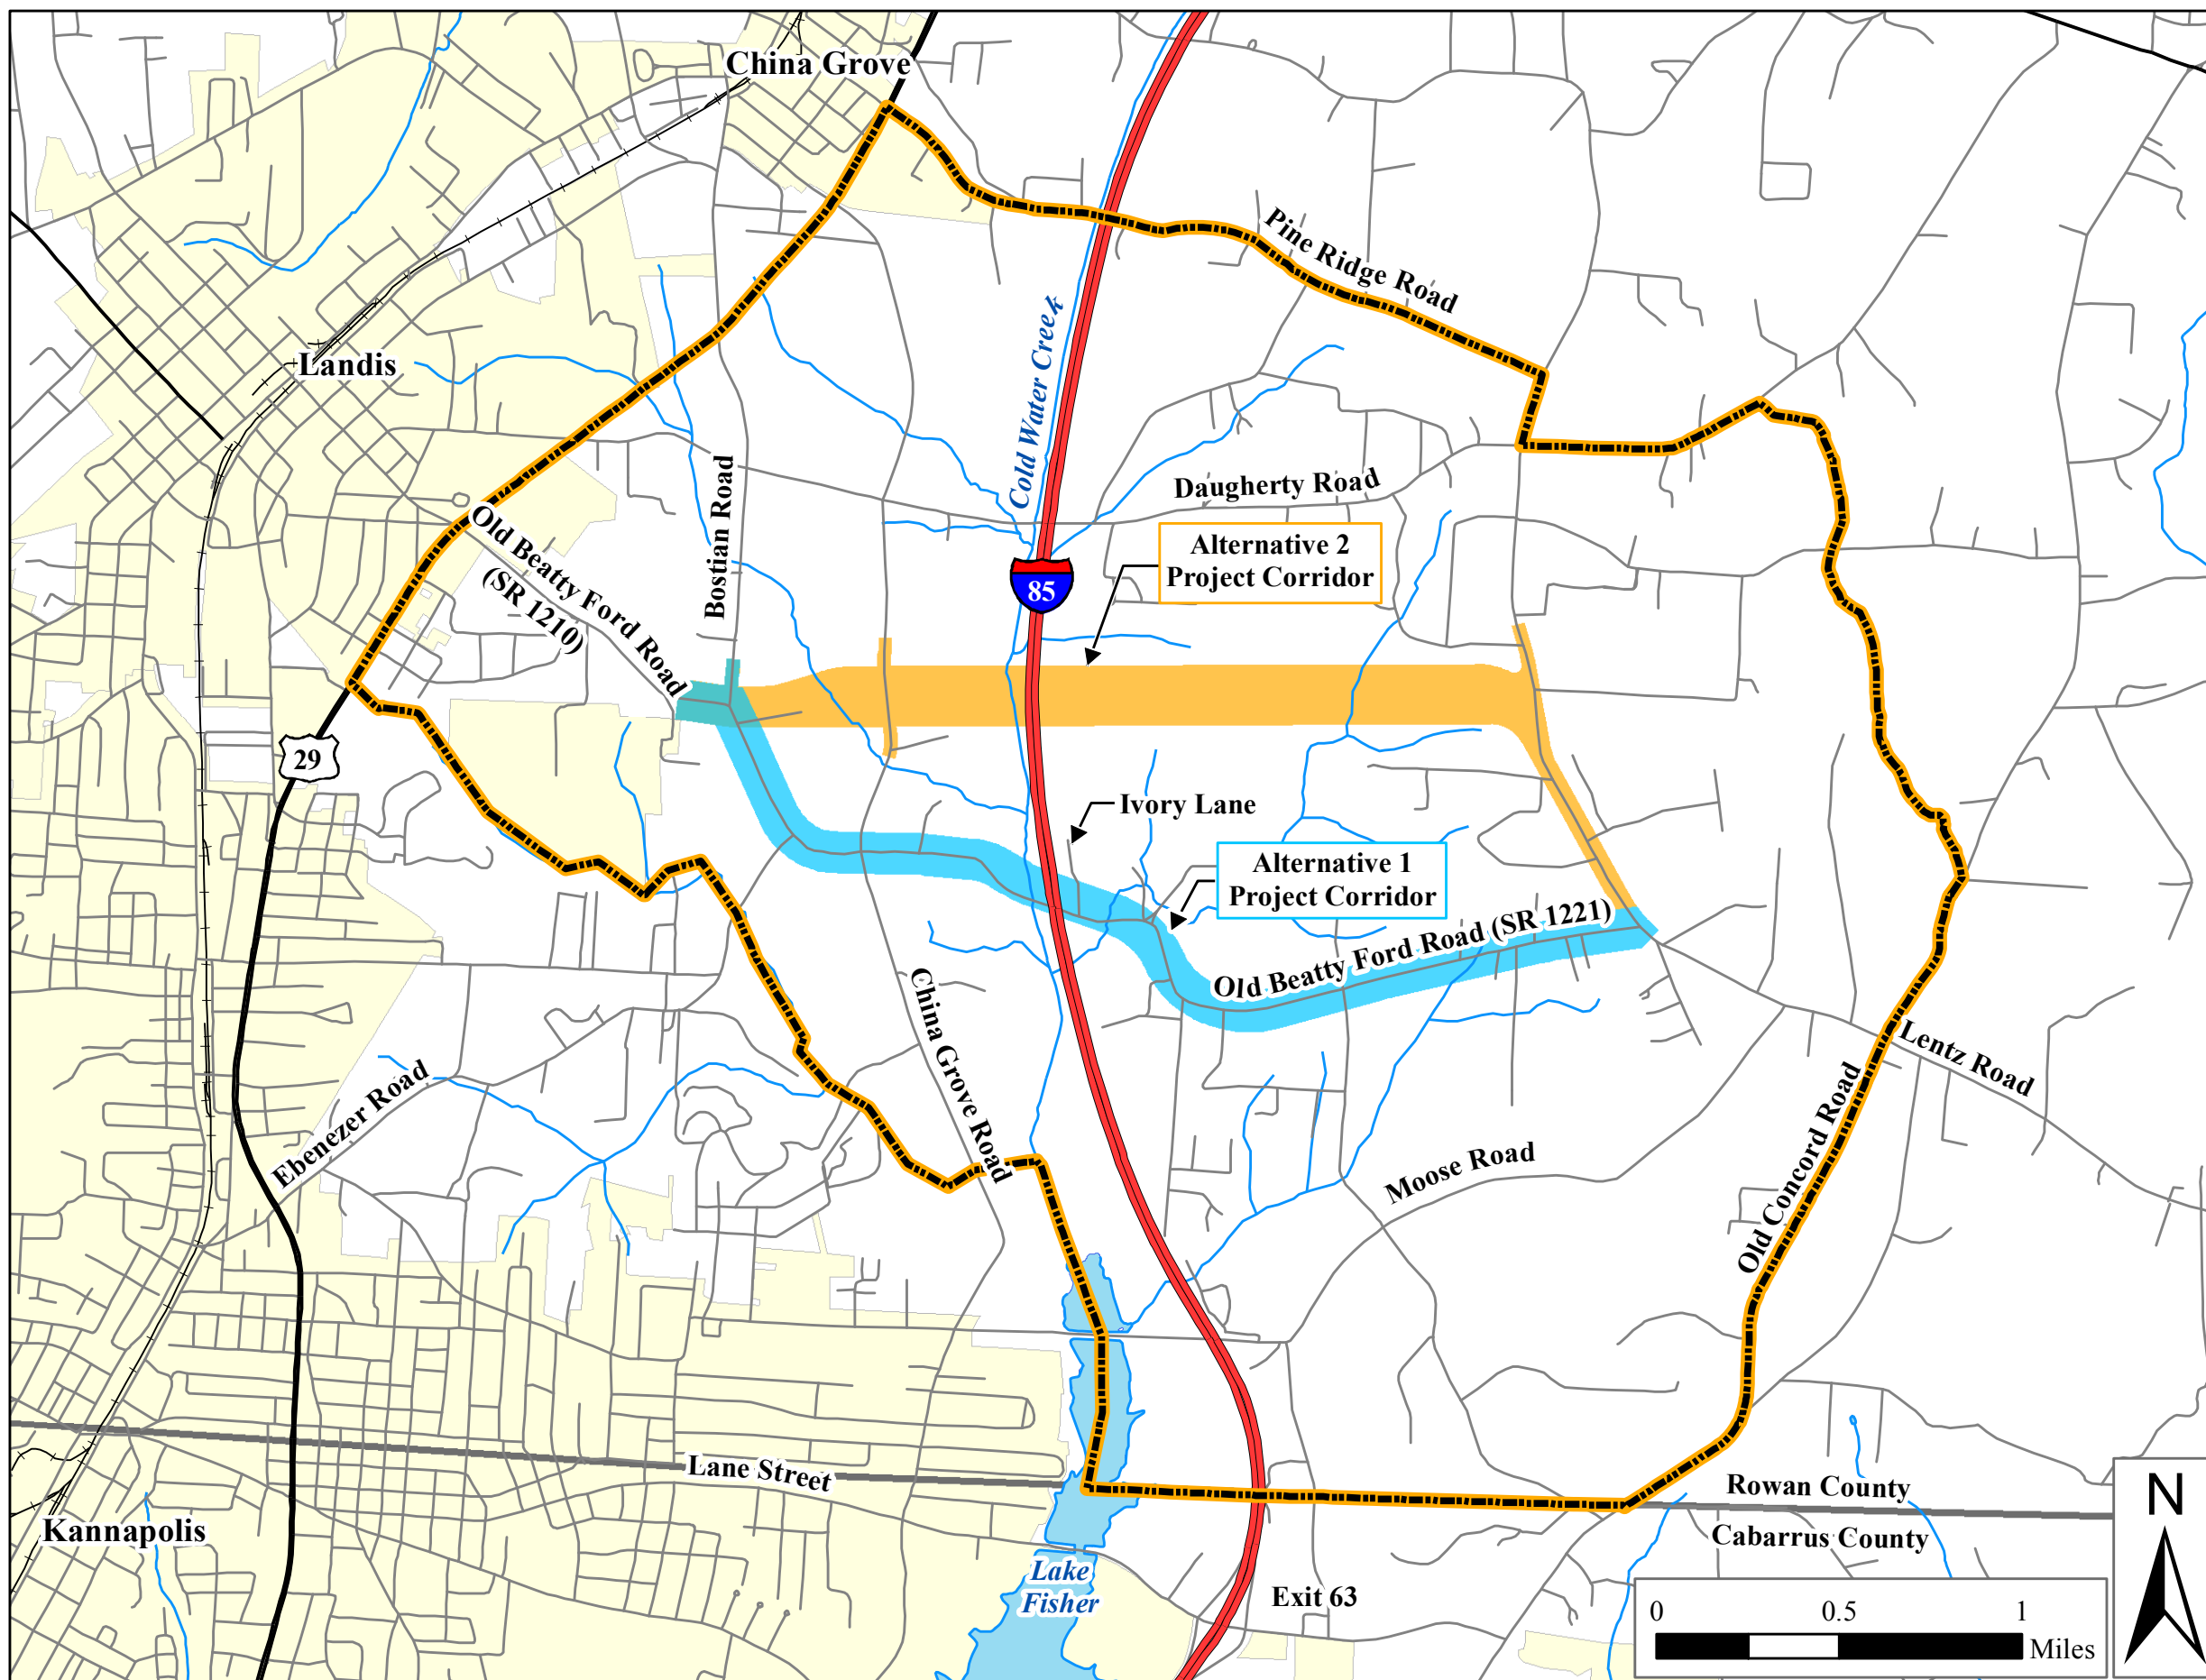 China Grove
Pine Ridge Road
Cold Water Creek
Landis
Bostian Road
Daugherty Road
Old Beatty Ford Road
(SR 1210)
Alternative 2
Project Corridor
85
29
Ivory Lane
Alternative 1
Project Corridor
Old Beatty Ford Road (SR 1221)
China Grove Road
Lentz Road
Ebenezer Road
Old Concord Road
Moose Road
Lane Street
Rowan County
Cabarrus County
Kannapolis
Lake
Fisher
Exit 63
N
0 0.5 1
Miles